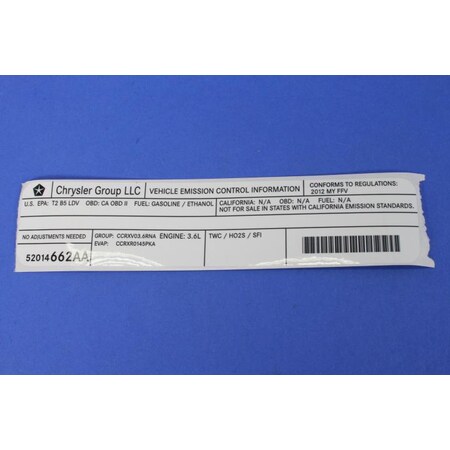 Chrysler Group LLC VEHICLE EMISSION CONTROL INFORMATION CONFORMS TO REGULATIONS:
2012 MY FFV
U.S. EPA: T2 B5 LDV OBD: CA OBD II FUEL: GASOLINE / ETHANOL CALIFORNIA: N/A OBD: N/A FUEL: N/A
NOT FOR SALE IN STATES WITH CALIFORNIA EMISSION STANDARDS.
NO ADJUSTMENTS NEEDED GROUP: CCRXV03.6RNA ENGINE: 3.6L TWC / HO2S / SFI
EVAP: CCRXR0145PKA
52014662AA